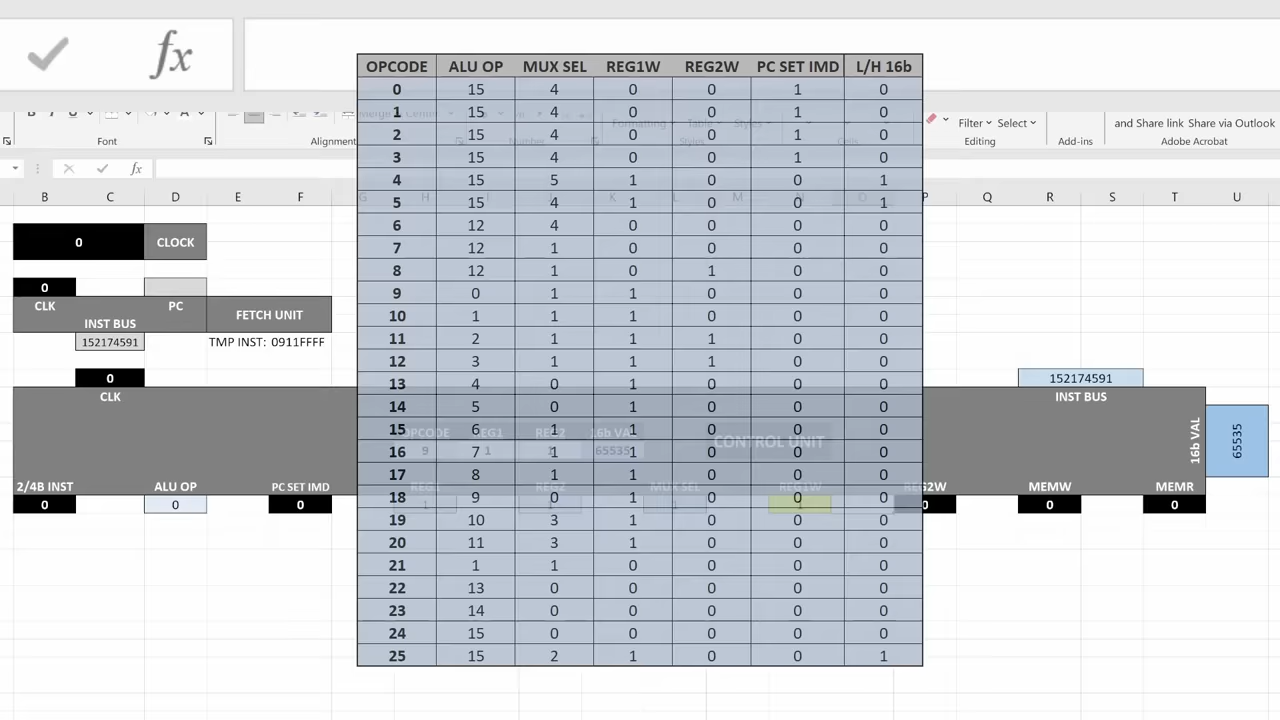 fx
OPCODE ALU OP MUX SEL REG1W REG2W PC SET IMD L/H 16b
0 15 4 0 0 1 0
1 15 4 0 0 1 0
2 15 4 0 0 1 0
3 15 4 0 0 1 0
4 15 5 1 0 0 1
5 15 4 1 0 0 1
6 12 4 0 0 0 0
7 12 1 0 0 0 0
8 12 1 0 1 0 0
9 0 1 1 0 0 0
10 1 1 1 0 0 0
11 2 1 1 1 0 0
12 3 1 1 1 0 0
13 4 0 1 0 0 0
14 5 0 1 0 0 0
15 6 1 1 0 0 0
16 7 1 1 0 0 0
17 8 1 1 0 0 0
18 9 0 1 0 0 0
19 10 3 1 0 0 0
20 11 3 1 0 0 0
21 1 1 0 0 0 0
22 13 0 0 0 0 0
23 14 0 0 0 0 0
24 15 0 0 0 0 0
25 15 2 1 0 0 1
Filter Select and Share link Share via Outlook
Font Alignment Number Styles Cells Editing Add-ins Adobe Acrobat
fx
B C D E F G H I J K L M N O P Q R S T U
0 CLOCK
0
CLK PC
INST BUS FETCH UNIT
152174591 TMP INST: 0911FFFF
0 152174591
CLK INST BUS
OPCODE REG1 REG2 16b VAL
9 1 1 65535
CONTROL UNIT
16b VAL 65535
2/4B INST ALU OP PC SET IMD REG1 REG2 MUX SEL REG1W REG2W MEMW MEMR
0 0 0 1 1 1 1 0 0 0